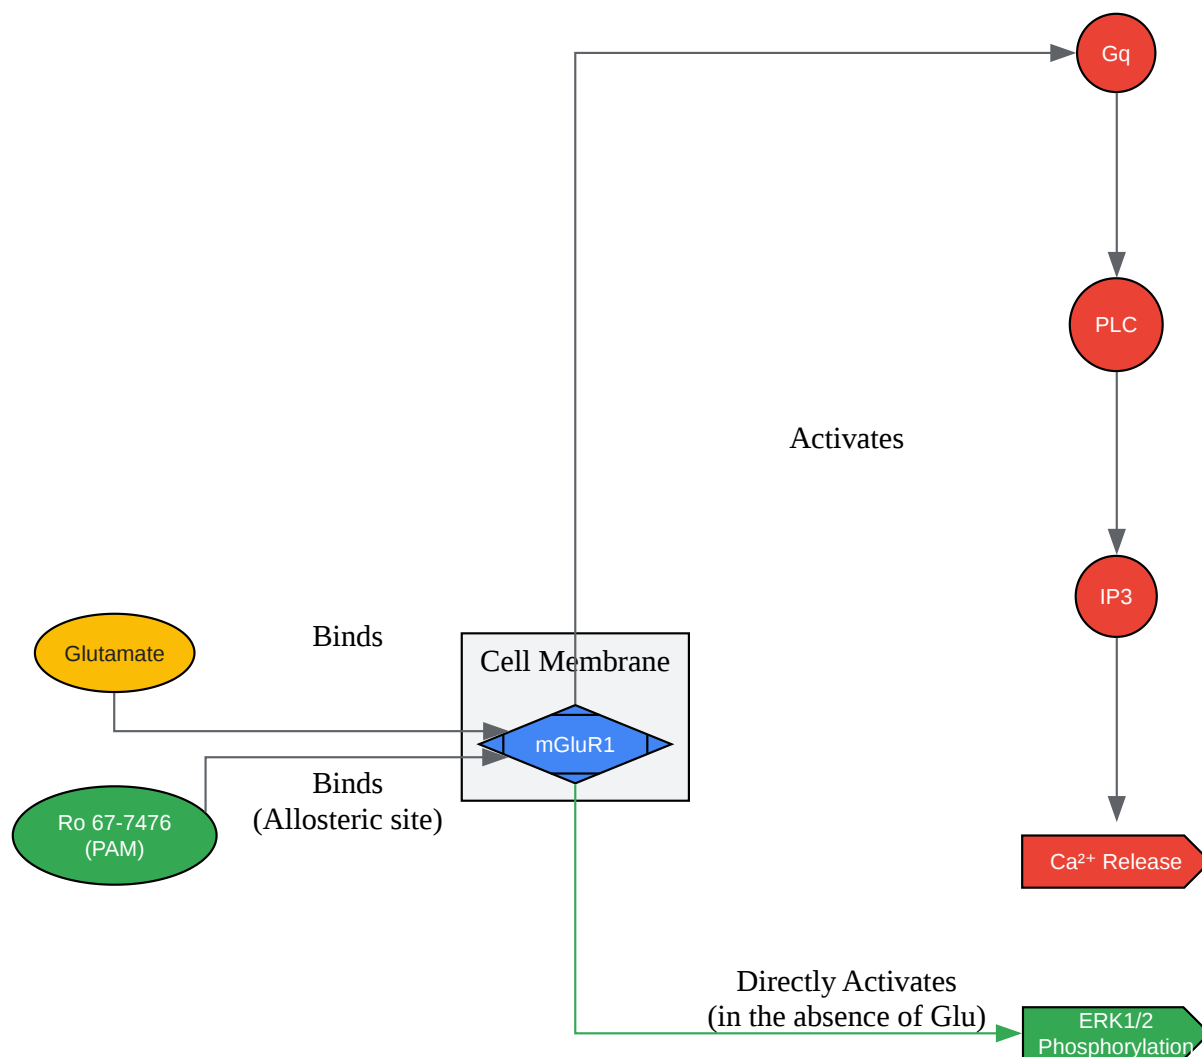 Gq
PLC
Activates
IP3
Binds
Glutamate
Cell Membrane
mGluR1
Binds
(Allosteric site)
Ro 67-7476
(PAM)
Ca²⁺ Release
Directly Activates
(in the absence of Glu)
ERK1/2
Phosphorylation